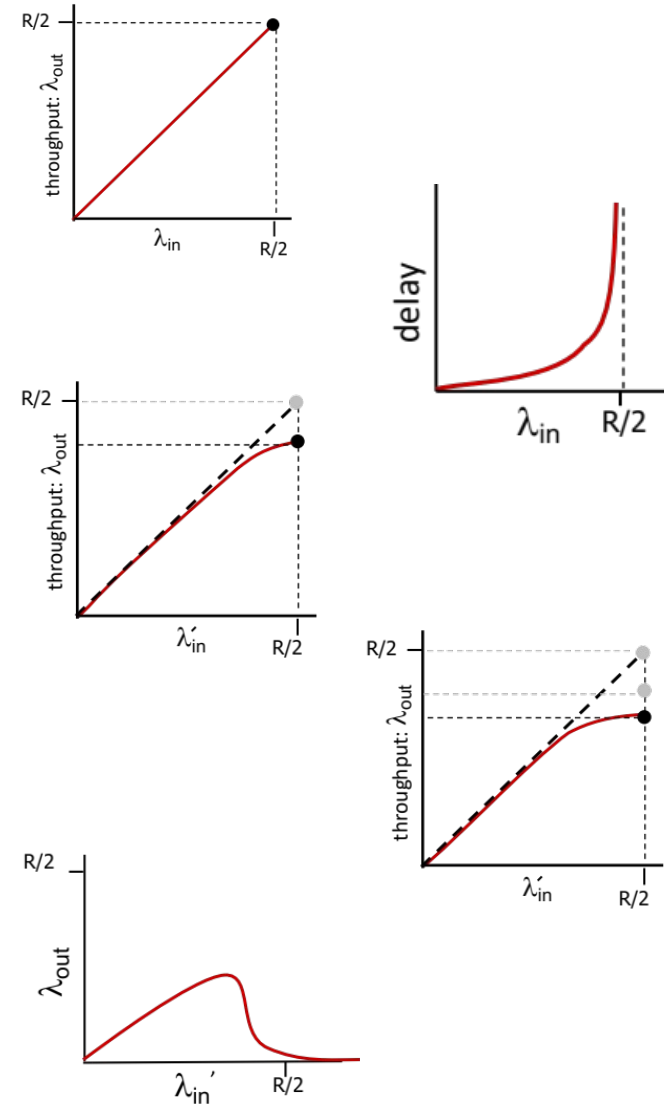 R/2
throughput: λout
λin
R/2
delay
λin
R/2
R/2
throughput: λout
λ′in
R/2
R/2
throughput: λout
λ′in
R/2
R/2
λout
λin′
R/2